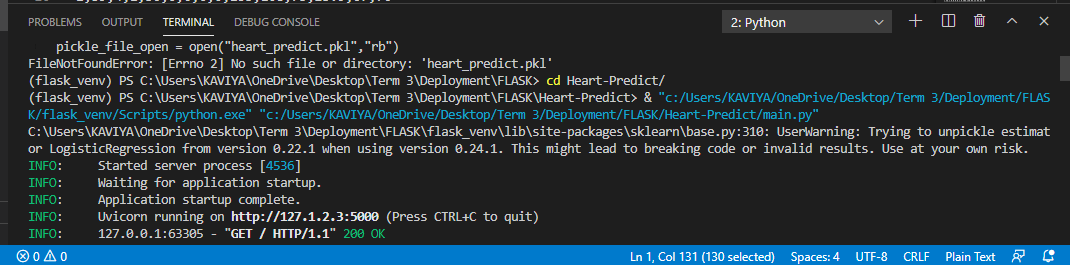 PROBLEMS OUTPUT TERMINAL DEBUG CONSOLE 2: Python
pickle_file_open = open("heart_predict.pkl","rb")
FileNotFoundError: [Errno 2] No such file or directory: 'heart_predict.pkl'
(flask_venv) PS C:\Users\KAVIYA\OneDrive\Desktop\Term 3\Deployment\FLASK> cd Heart-Predict/
(flask_venv) PS C:\Users\KAVIYA\OneDrive\Desktop\Term 3\Deployment\FLASK\Heart-Predict> & "c:/Users/KAVIYA/OneDrive/Desktop/Term 3/Deployment/FLAS
K/flask_venv/Scripts/python.exe" "c:/Users/KAVIYA/OneDrive/Desktop/Term 3/Deployment/FLASK/Heart-Predict/main.py"
C:\Users\KAVIYA\OneDrive\Desktop\Term 3\Deployment\FLASK\flask_venv\lib\site-packages\sklearn\base.py:310: UserWarning: Trying to unpickle estimat
or LogisticRegression from version 0.22.1 when using version 0.24.1. This might lead to breaking code or invalid results. Use at your own risk.
INFO: Started server process [4536]
INFO: Waiting for application startup.
INFO: Application startup complete.
INFO: Uvicorn running on http://127.1.2.3:5000 (Press CTRL+C to quit)
INFO: 127.0.0.1:63305 - "GET / HTTP/1.1" 200 OK
0 0 Ln 1, Col 131 (130 selected) Spaces: 4 UTF-8 CRLF Plain Text